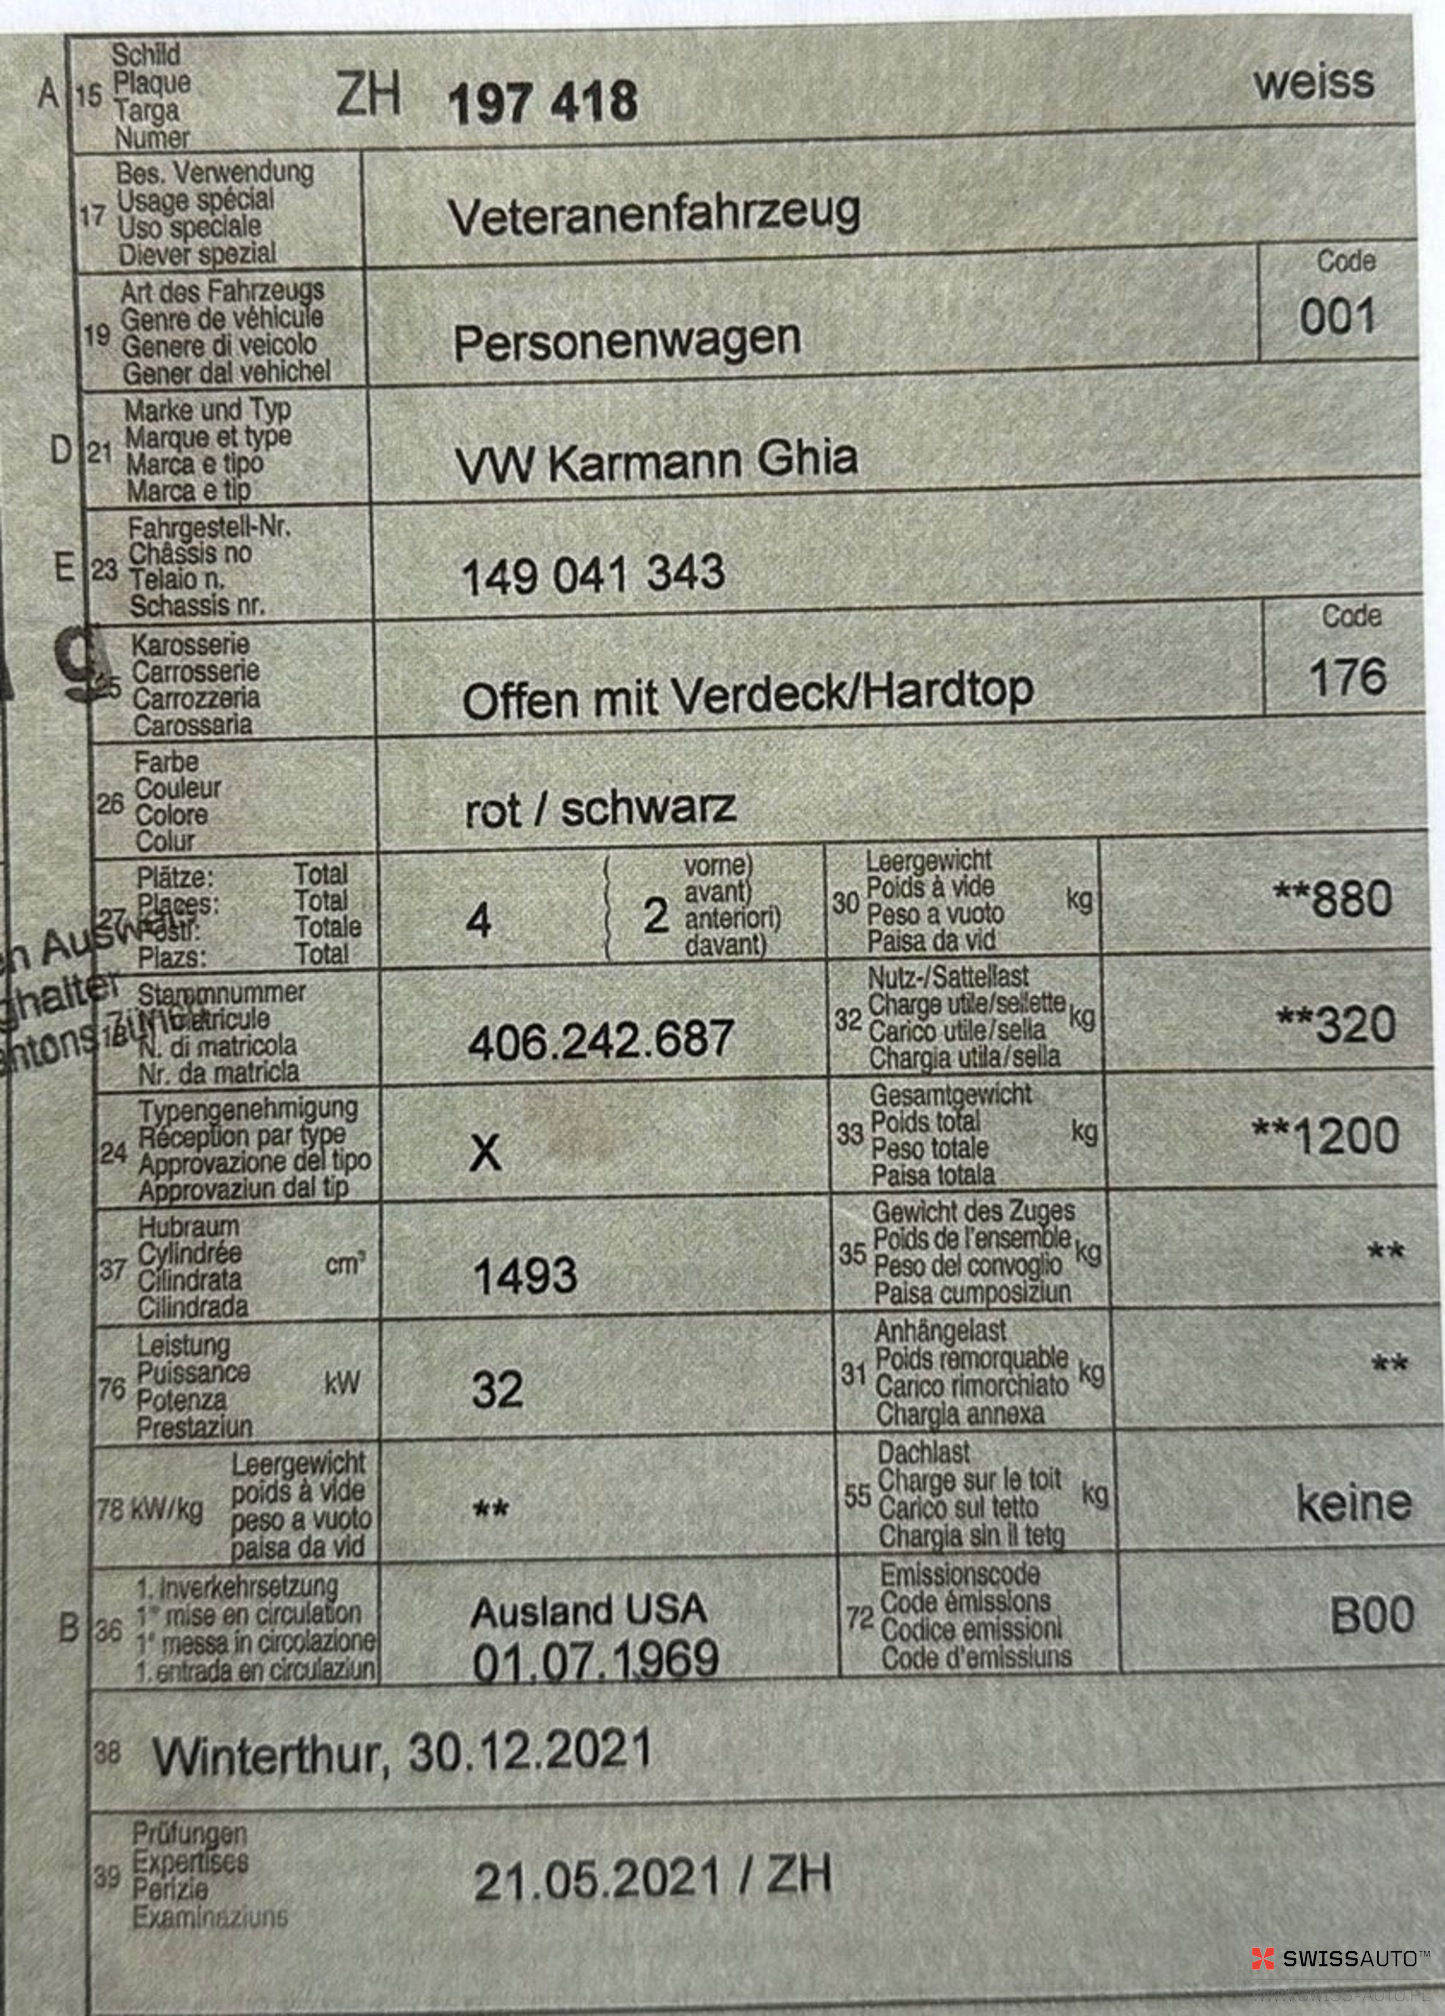 A 15 Schild
Plaque
Targa
Numer
ZH 197 418 weiss
17 Bes. Verwendung
Usage spécial
Uso speciale
Diever spezial
Veteranenfahrzeug
19 Art des Fahrzeugs
Genre de véhicule
Genere di veicolo
Gener dal vehichel
Personenwagen
Code
001
D 21 Marke und Typ
Marque et type
Marca e tipo
Marca e tip
VW Karmann Ghia
E 23 Fahrgestell-Nr.
Châssis no
Telaio n.
Schassis nr.
149 041 343
g
25 Karosserie
Carrosserie
Carrozzeria
Carossaria
Offen mit Verdeck/Hardtop
Code
176
26 Farbe
Couleur
Colore
Colur
rot / schwarz
27 Plätze: Total
Places: Total
Totale
Plazs: Total
4 ( 2 vorne)
avant)
anteriori)
davant)
30 Leergewicht
Poids à vide
Peso a vuoto
Paisa da vid
kg
**880
Stammnummer
N. di matricola
Nr. da matricla
406.242.687
32 Nutz-/Sattellast
Charge utile/sellette
Carico utile/sella
Chargia utila/sella
kg
**320
24 Typengenehmigung
Réception par type
Approvazione del tipo
Approvaziun dal tip
X
33 Gesamtgewicht
Poids total
Peso totale
Paisa totala
kg
**1200
37 Hubraum
Cylindrée
Cilindrata
Cilindrada
cm³
1493
35 Gewicht des Zuges
Poids de l'ensemble
Peso del convoglio
Paisa cumposiziun
kg
**
76 Leistung
Puissance
Potenza
Prestaziun
kW
32
31 Anhängelast
Poids remorquable
Carico rimorchiato
Chargia annexa
kg
**
78 kW/kg Leergewicht
poids à vide
peso a vuoto
paisa da vid
**
55 Dachlast
Charge sur le toit
Carico sul tetto
Chargia sin il tetg
kg
keine
B 36 1. Inverkehrsetzung
1ʳᵉ mise en circulation
1ª messa in circolazione
1. entrada en circulaziun
Ausland USA
01.07.1969
72 Emissionscode
Code émissions
Codice emissioni
Code d'emissiuns
B00
38 Winterthur, 30.12.2021
39 Prüfungen
Expertises
Perizie
Examinaziuns
21.05.2021 / ZH
SWISSAUTO™